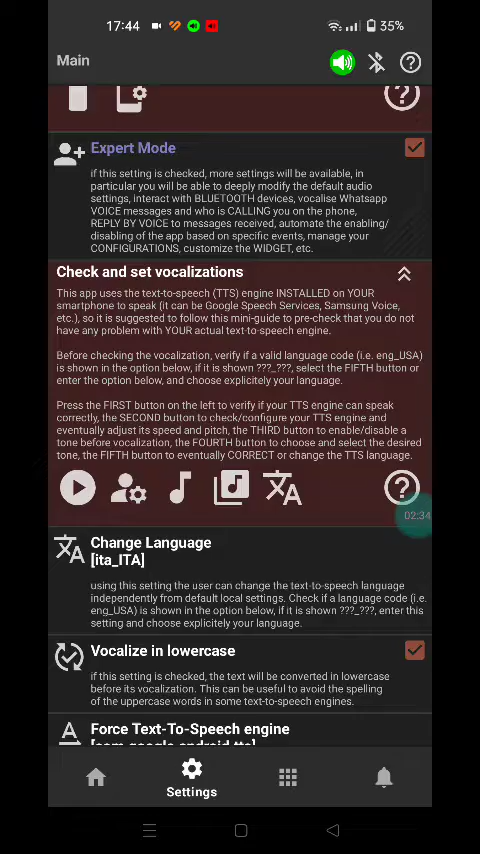 17:44
35%
Main
Expert Mode
if this setting is checked, more settings will be available, in
particular you will be able to deeply modify the default audio
settings, interact with BLUETOOTH devices, vocalise Whatsapp
VOICE messages and who is CALLING you on the phone,
REPLY BY VOICE to messages received, automate the enabling/
disabling of the app based on specific events, manage your
CONFIGURATIONS, customize the WIDGET, etc.
Check and set vocalizations
This app uses the text-to-speech (TTS) engine INSTALLED on YOUR
smartphone to speak (it can be Google Speech Services, Samsung Voice,
etc.), so it is suggested to follow this mini-guide to pre-check that you do not
have any problem with YOUR actual text-to-speech engine.
Before checking the vocalization, verify if a valid language code (i.e. eng_USA)
is shown in the option below, if it is shown ???_???, select the FIFTH button or
enter the option below, and choose explicitely your language.
Press the FIRST button on the left to verify if your TTS engine can speak
correctly, the SECOND button to check/configure your TTS engine and
eventually adjust its speed and pitch, the THIRD button to enable/disable a
tone before vocalization, the FOURTH button to choose and select the desired
tone, the FIFTH button to eventually CORRECT or change the TTS language.
02:34
Change Language
[ita_ITA]
using this setting the user can change the text-to-speech language
independently from default local settings. Check if a language code (i.e.
eng_USA) is shown in the option below, if it is shown ???_???, enter this
setting and choose explicitely your language.
Vocalize in lowercase
if this setting is checked, the text will be converted in lowercase
before its vocalization. This can be useful to avoid the spelling
of the uppercase words in some text-to-speech engines.
Force Text-To-Speech engine
[com.google.android.tts]
Settings